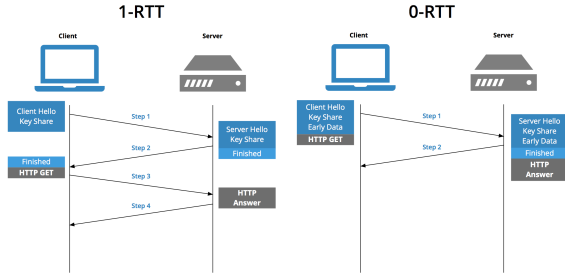 1-RTT
Client
Server
Client Hello
Key Share
Step 1
Server Hello
Key Share
Finished
Step 2
Finished
HTTP GET
Step 3
HTTP
Answer
Step 4
0-RTT
Client
Server
Client Hello
Key Share
Early Data
HTTP GET
Step 1
Server Hello
Key Share
Early Data
Finished
HTTP
Answer
Step 2